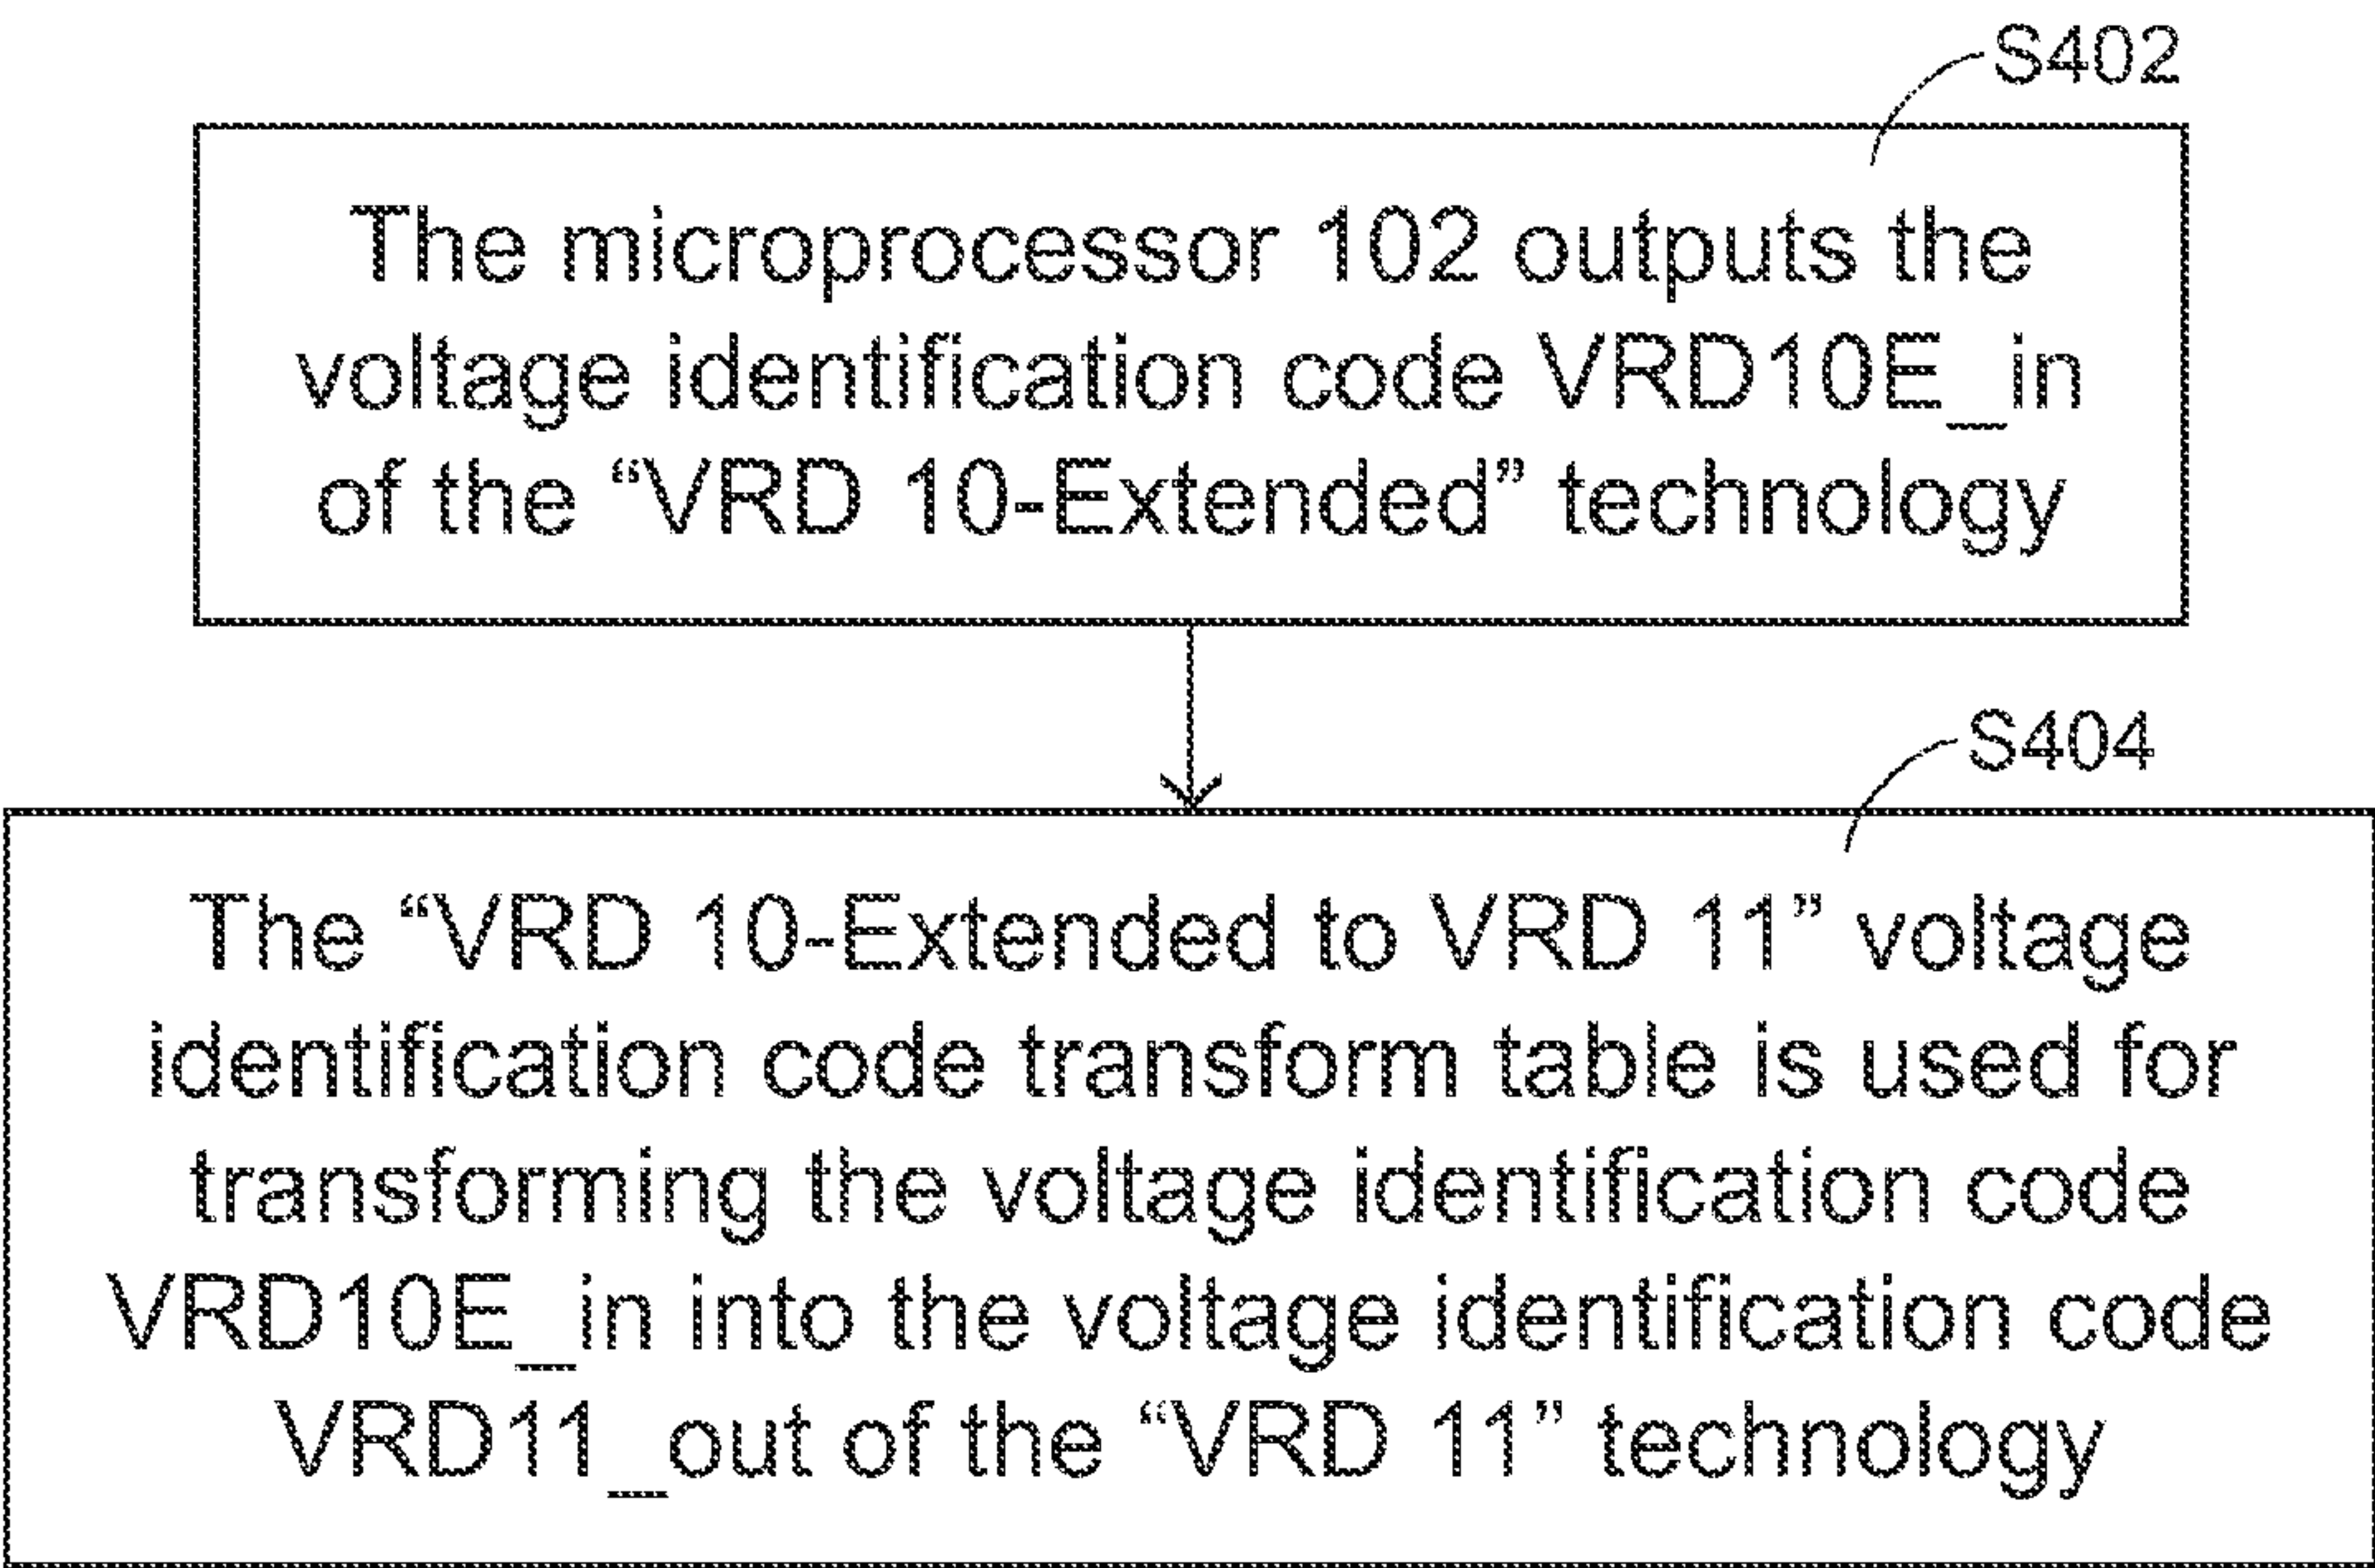 S402
The microprocessor 102 outputs the
voltage identification code VRD10E_in
of the “VRD 10-Extended” technology
S404
The “VRD 10-Extended to VRD 11” voltage
identification code transform table is used for
transforming the voltage identification code
VRD10E_in into the voltage identification code
VRD11_out of the “VRD 11” technology